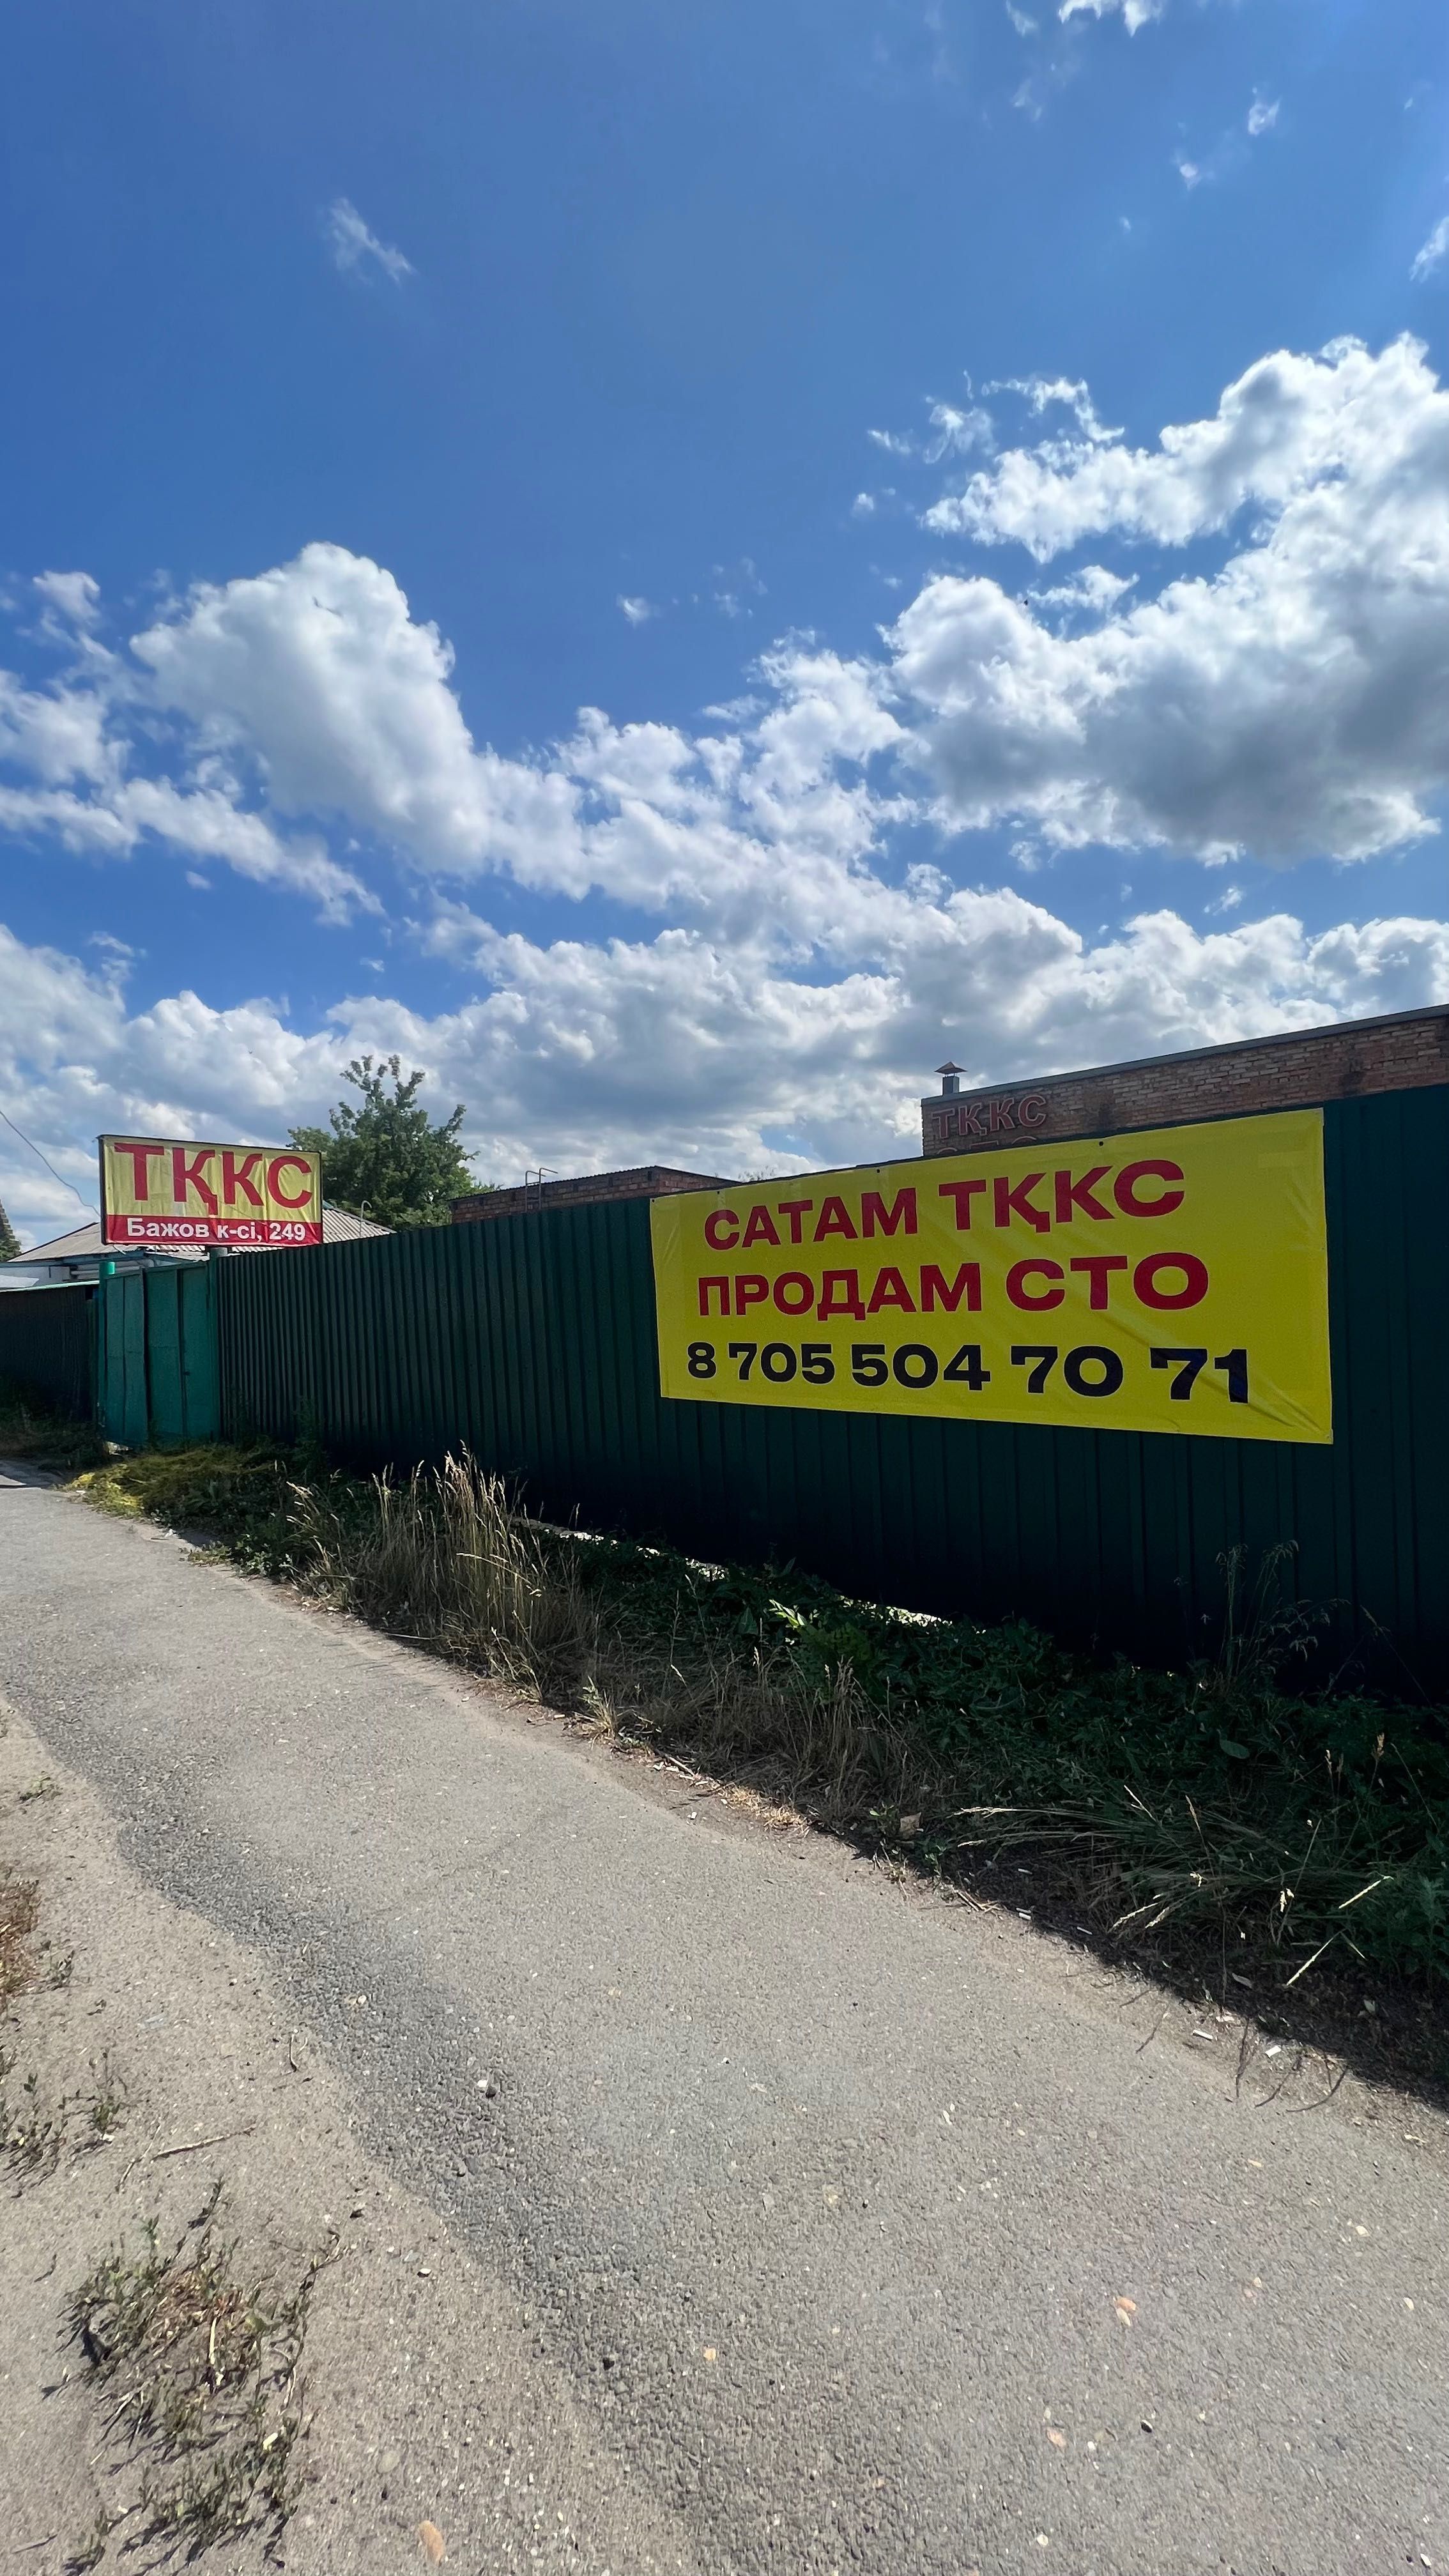 ТҚКС
Бажов к-сі, 249
ТҚКС
САТАМ ТҚКС
ПРОДАМ СТО
8 705 504 70 71